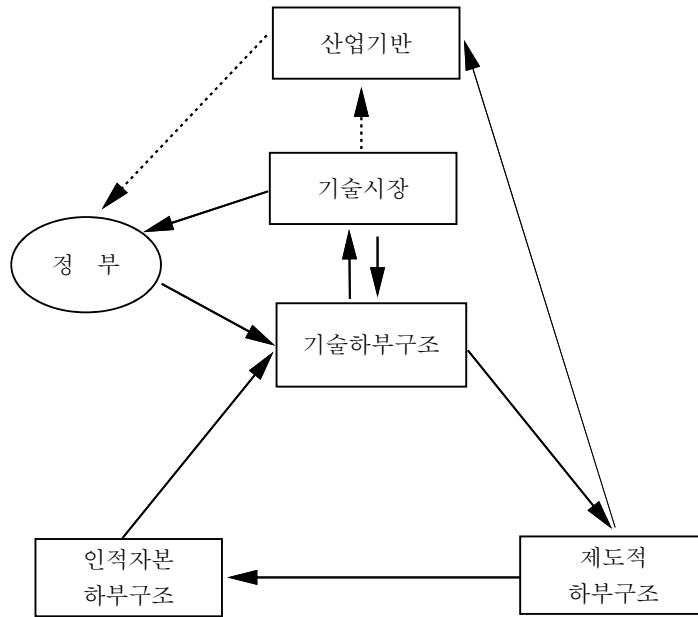 산업기반
기술시장
정 부
기술하부구조
인적자본
하부구조
제도적
하부구조